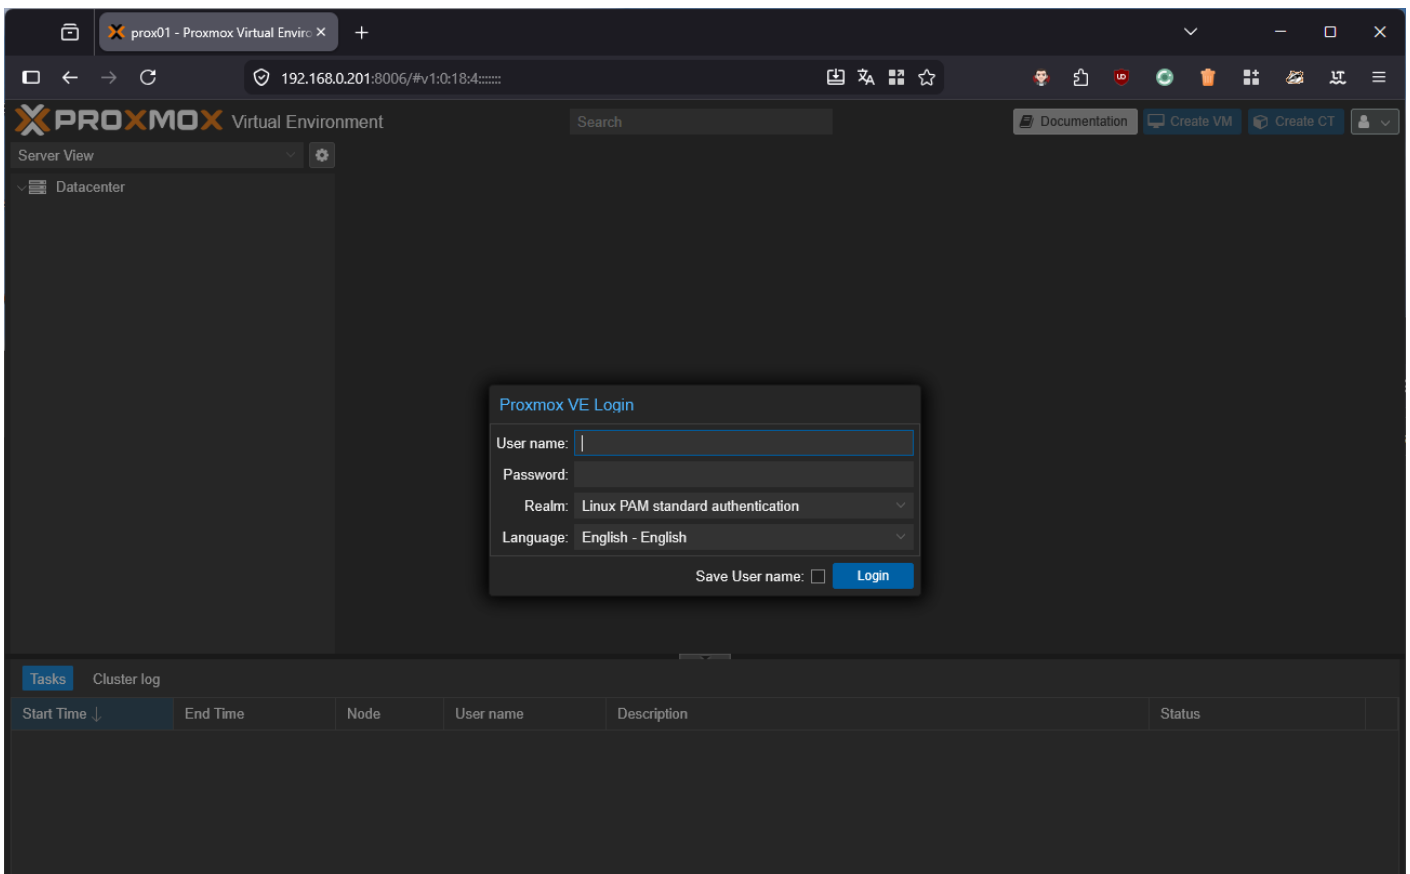 prox01 - Proxmox Virtual Enviro
192.168.0.201:8006/#v1:0:18:4:::::::
PROXMOX Virtual Environment
Search
Documentation
Create VM
Create CT
Server View
Datacenter
Proxmox VE Login
User name:
Password:
Realm: Linux PAM standard authentication
Language: English - English
Save User name:
Login
Tasks
Cluster log
Start Time
End Time
Node
User name
Description
Status